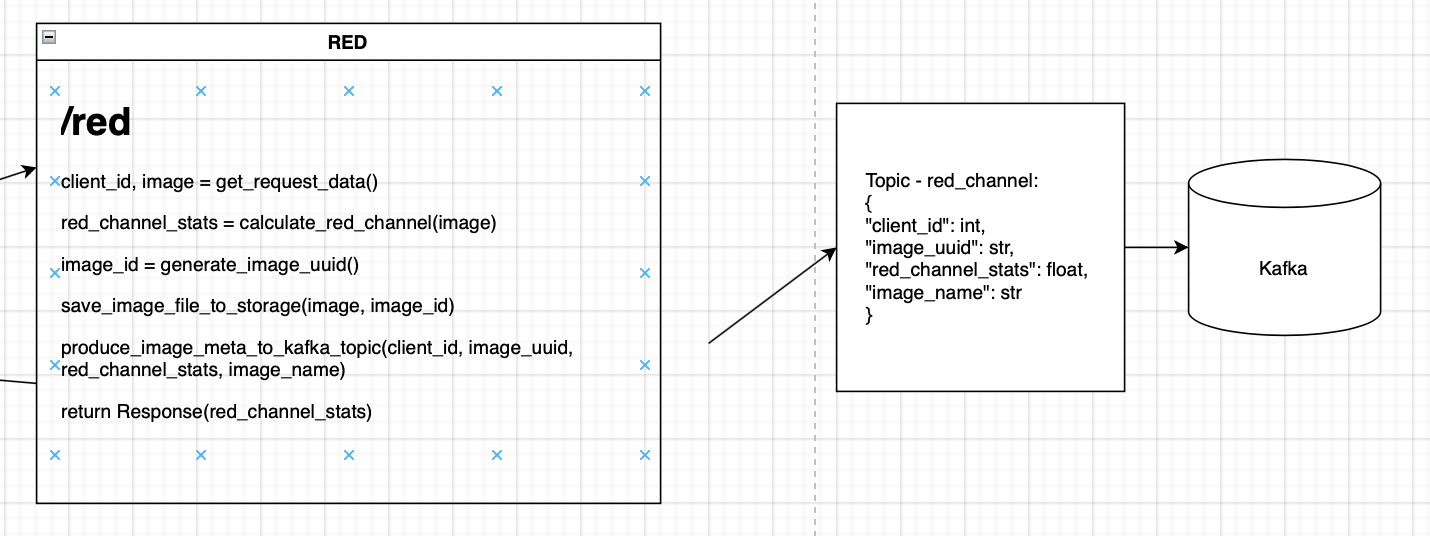 RED
/red
client_id, image = get_request_data()
red_channel_stats = calculate_red_channel(image)
image_id = generate_image_uuid()
save_image_file_to_storage(image, image_id)
produce_image_meta_to_kafka_topic(client_id, image_uuid,
red_channel_stats, image_name)
return Response(red_channel_stats)
Topic - red_channel:
{
"client_id": int,
"image_uuid": str,
"red_channel_stats": float,
"image_name": str
}
Kafka